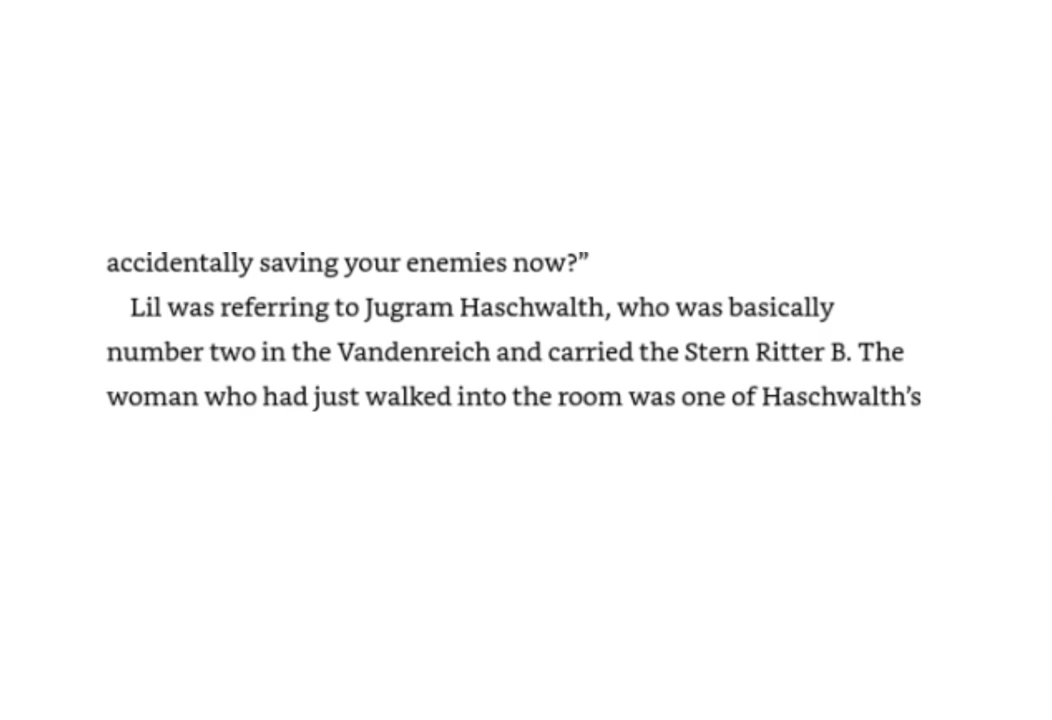 accidentally saving your enemies now?”
Lil was referring to Jugram Haschwalth, who was basically
number two in the Vandenreich and carried the Stern Ritter B. The
woman who had just walked into the room was one of Haschwalth’s